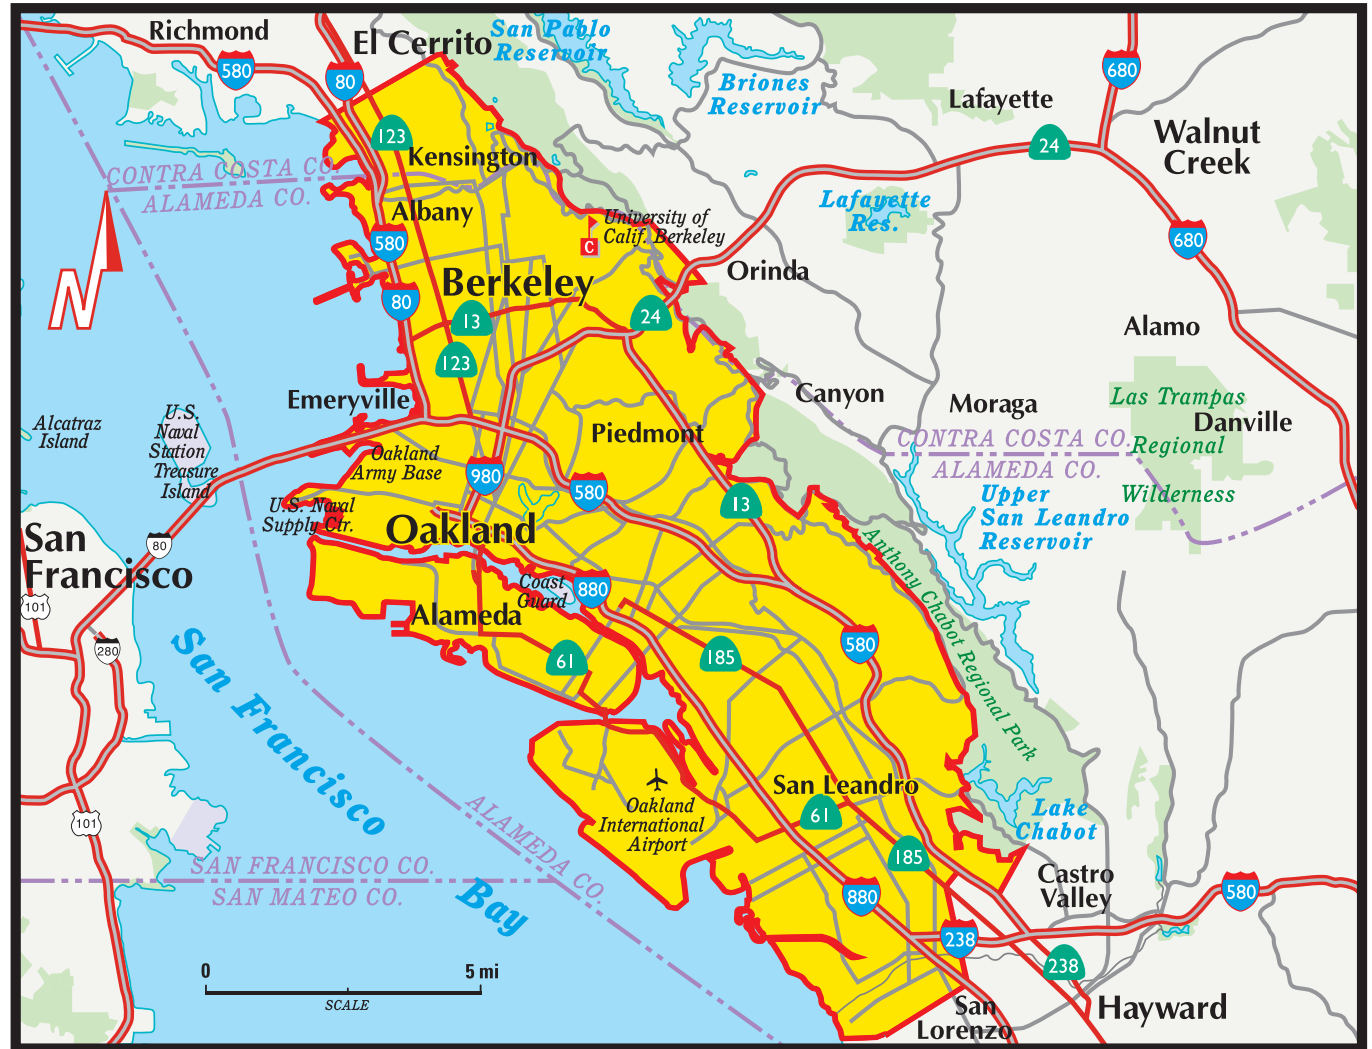 Richmond
El Cerrito
San Pablo
Reservoir
Briones
Reservoir
580
80
680
Lafayette
Walnut
Creek
24
123
Kensington
CONTRA COSTA CO.
ALAMEDA CO.
Albany
University of
Calif. Berkeley
C
Lafayette
Res.
580
680
N
Berkeley
Orinda
80
13
24
123
Alamo
Emeryville
Canyon
Moraga
Las Trampas
Regional
Wilderness
Danville
Alcatraz
Island
U.S.
Naval
Station
Treasure
Island
Piedmont
CONTRA COSTA CO.
ALAMEDA CO.
Oakland
Army Base
980
580
13
Upper
San Leandro
Reservoir
U.S. Naval
Supply Ctr.
Oakland
San
Francisco
80
Anthony Chabot Regional Park
101
Coast
Guard
880
Alameda
280
61
185
580
San Francisco
Bay
San Leandro
Oakland
International
Airport
61
Lake
Chabot
101
ALAMEDA CO.
185
SAN FRANCISCO CO.
SAN MATEO CO.
Castro
Valley
880
580
238
238
0
5 mi
SCALE
San
Lorenzo
Hayward